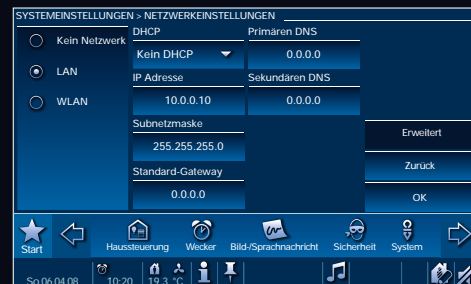 SYSTEMEINSTELLUNGEN > NETZWERKEINSTELLUNGEN
Kein Netzwerk
LAN
WLAN
DHCP
Kein DHCP
IP Adresse
10.0.0.10
Subnetzmaske
255.255.255.0
Standard-Gateway
0.0.0.0
Primären DNS
0.0.0.0
Sekundären DNS
0.0.0.0
Erweitert
Zurück
OK
Start
Haussteuerung
Wecker
Bild-/Sprachnachricht
Sicherheit
System
So 06.04.08
10:20
19.3 °C